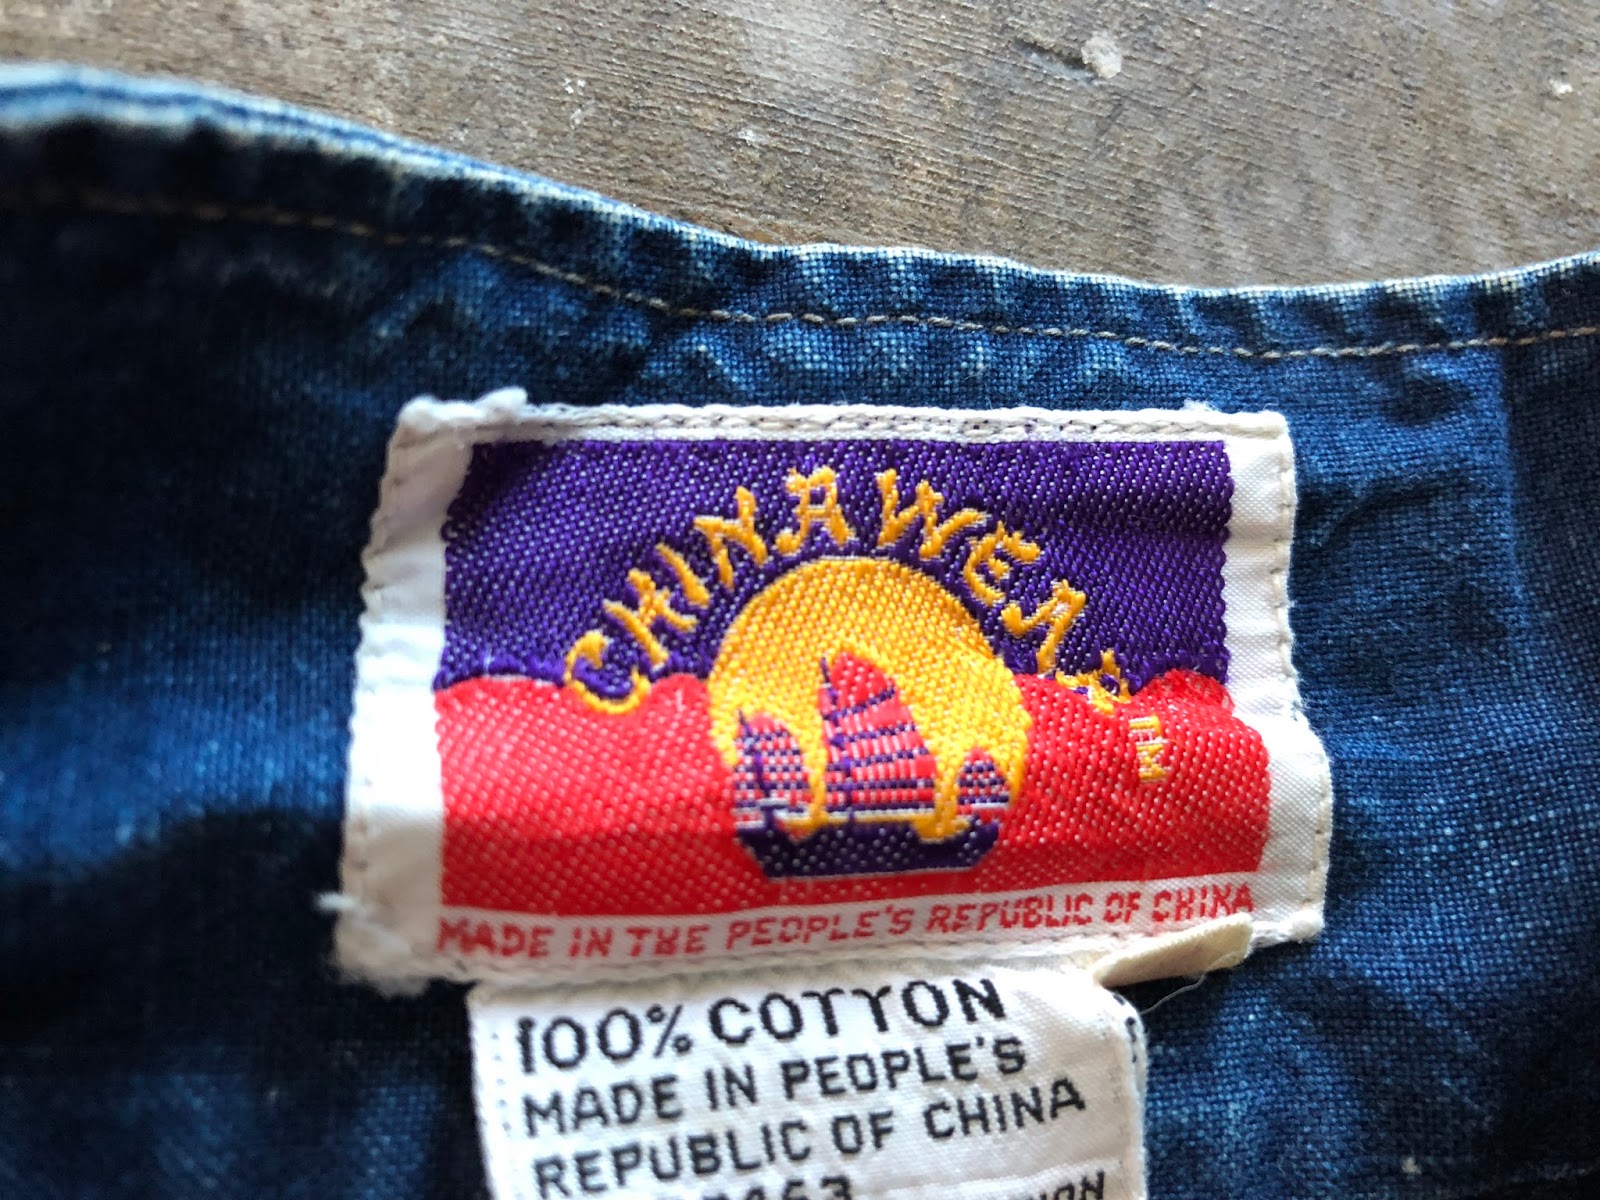 CHINAWEAR
TM
MADE IN THE PEOPLE'S REPUBLIC OF CHINA
100% COTTON
MADE IN PEOPLE'S
REPUBLIC OF CHINA